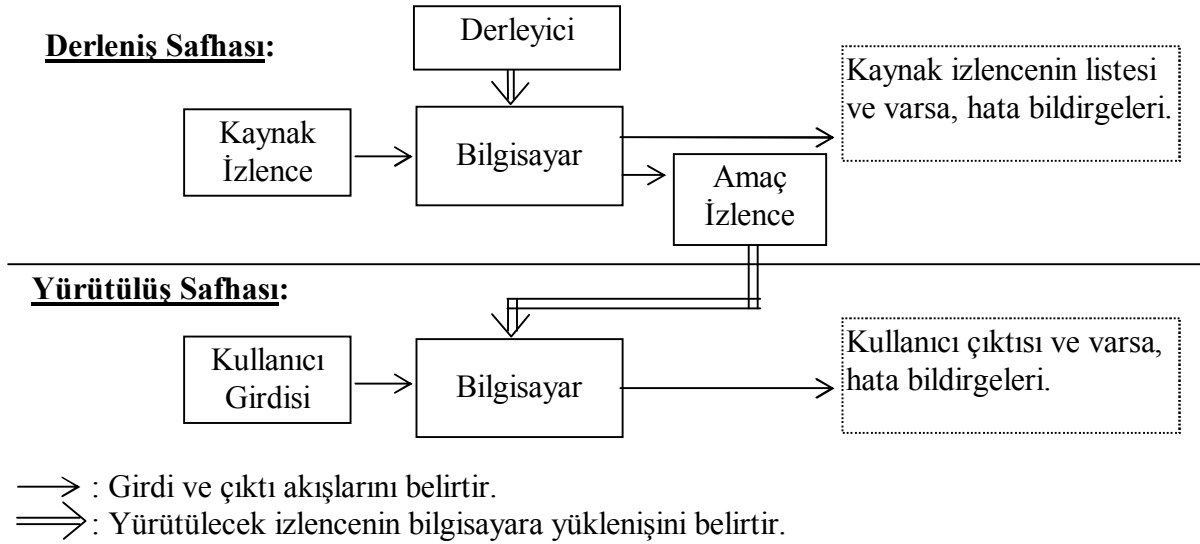 Derleniş Safhası:
Derleyici
Kaynak
İzlence
Bilgisayar
Kaynak izlencenin listesi
ve varsa, hata bildirgeleri.
Amaç
İzlence
Yürütülüş Safhası:
Kullanıcı
Girdisi
Bilgisayar
Kullanıcı çıktısı ve varsa,
hata bildirgeleri.
: Girdi ve çıktı akışlarını belirtir.
: Yürütülecek izlencenin bilgisayara yüklenişini belirtir.